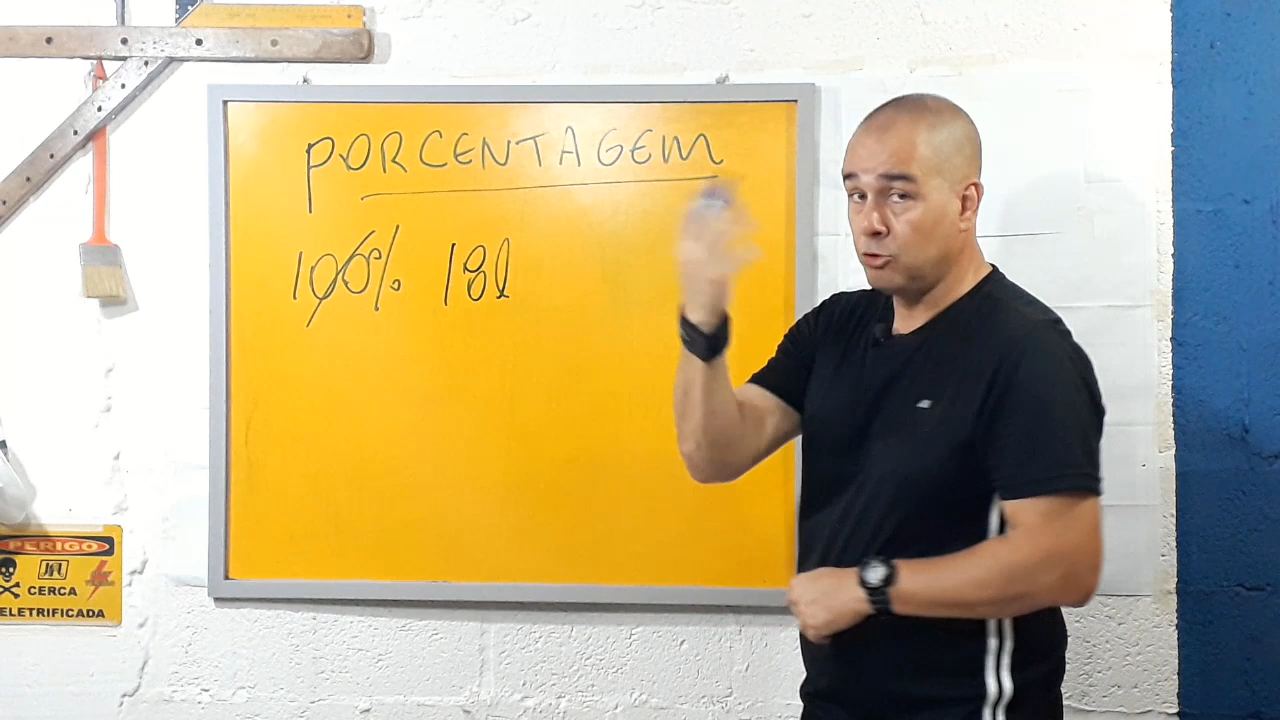 PORCENTAGEM
100% 18l
PERIGO
CERCA
ELETRIFICADA